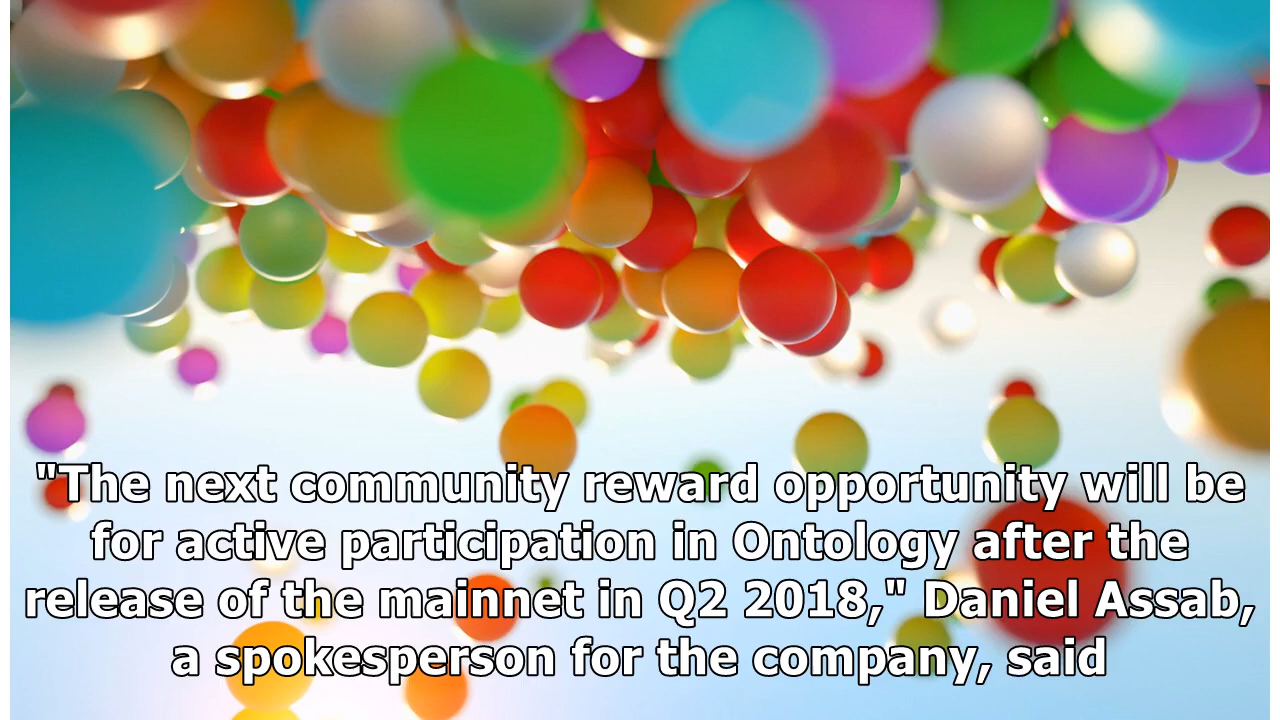 "The next community reward opportunity will be
for active participation in Ontology after the
release of the mainnet in Q2 2018," Daniel Assab,
a spokesperson for the company, said